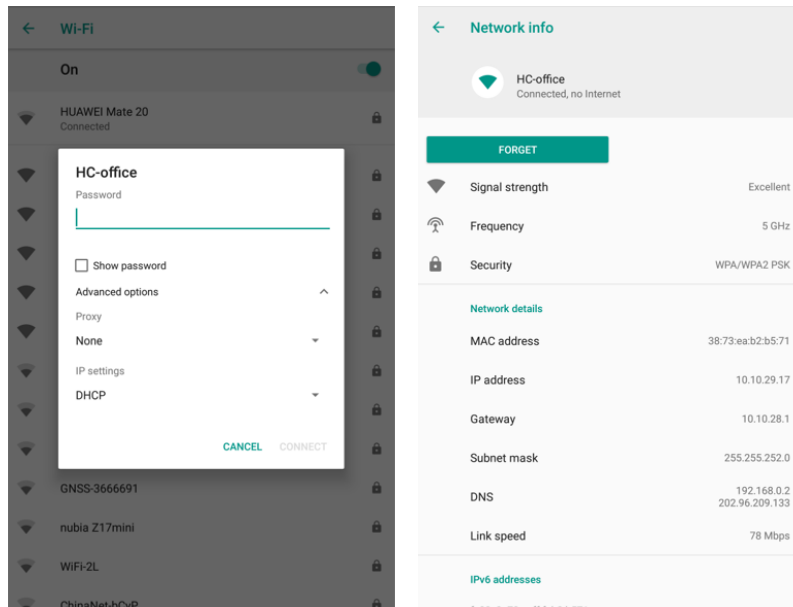 Wi-Fi
On
HUAWEI Mate 20
Connected
HC-office
Password
Show password
Advanced options
Proxy
None
IP settings
DHCP
CANCEL CONNECT
GNSS-3666691
nubia Z17mini
WiFi-2L
ChinaNet-bCyP
Network info
HC-office
Connected, no Internet
FORGET
Signal strength Excellent
Frequency 5 GHz
Security WPA/WPA2 PSK
Network details
MAC address 38:73:ea:b2:b5:71
IP address 10.10.29.17
Gateway 10.10.28.1
Subnet mask 255.255.252.0
DNS 192.168.0.2
202.96.209.133
Link speed 78 Mbps
IPv6 addresses